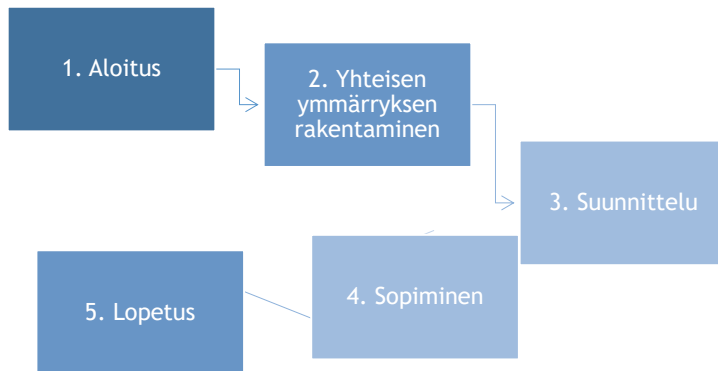 1. Aloitus
2. Yhteisen
ymmärryksen
rakentaminen
3. Suunnittelu
4. Sopiminen
5. Lopetus